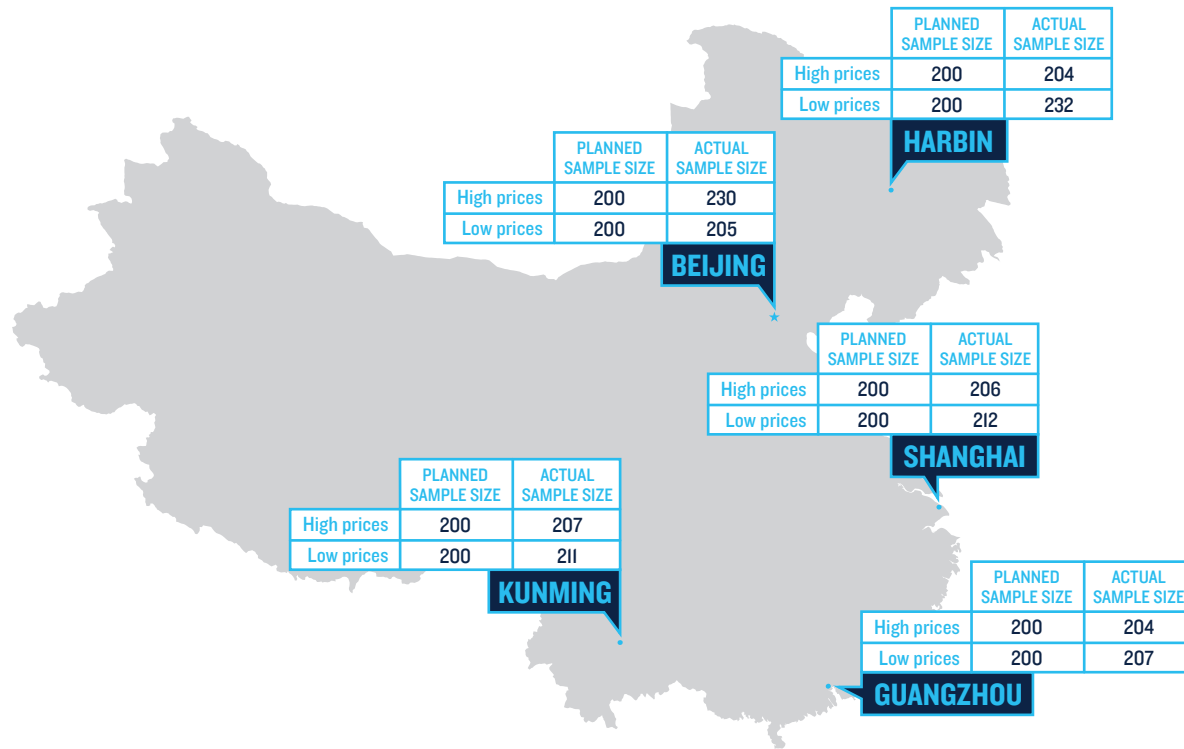 PLANNED SAMPLE SIZE ACTUAL SAMPLE SIZE
High prices 200 204
Low prices 200 232
HARBIN
PLANNED SAMPLE SIZE ACTUAL SAMPLE SIZE
High prices 200 230
Low prices 200 205
BEIJING
PLANNED SAMPLE SIZE ACTUAL SAMPLE SIZE
High prices 200 206
Low prices 200 212
SHANGHAI
PLANNED SAMPLE SIZE ACTUAL SAMPLE SIZE
High prices 200 207
Low prices 200 211
KUNMING
PLANNED SAMPLE SIZE ACTUAL SAMPLE SIZE
High prices 200 204
Low prices 200 207
GUANGZHOU